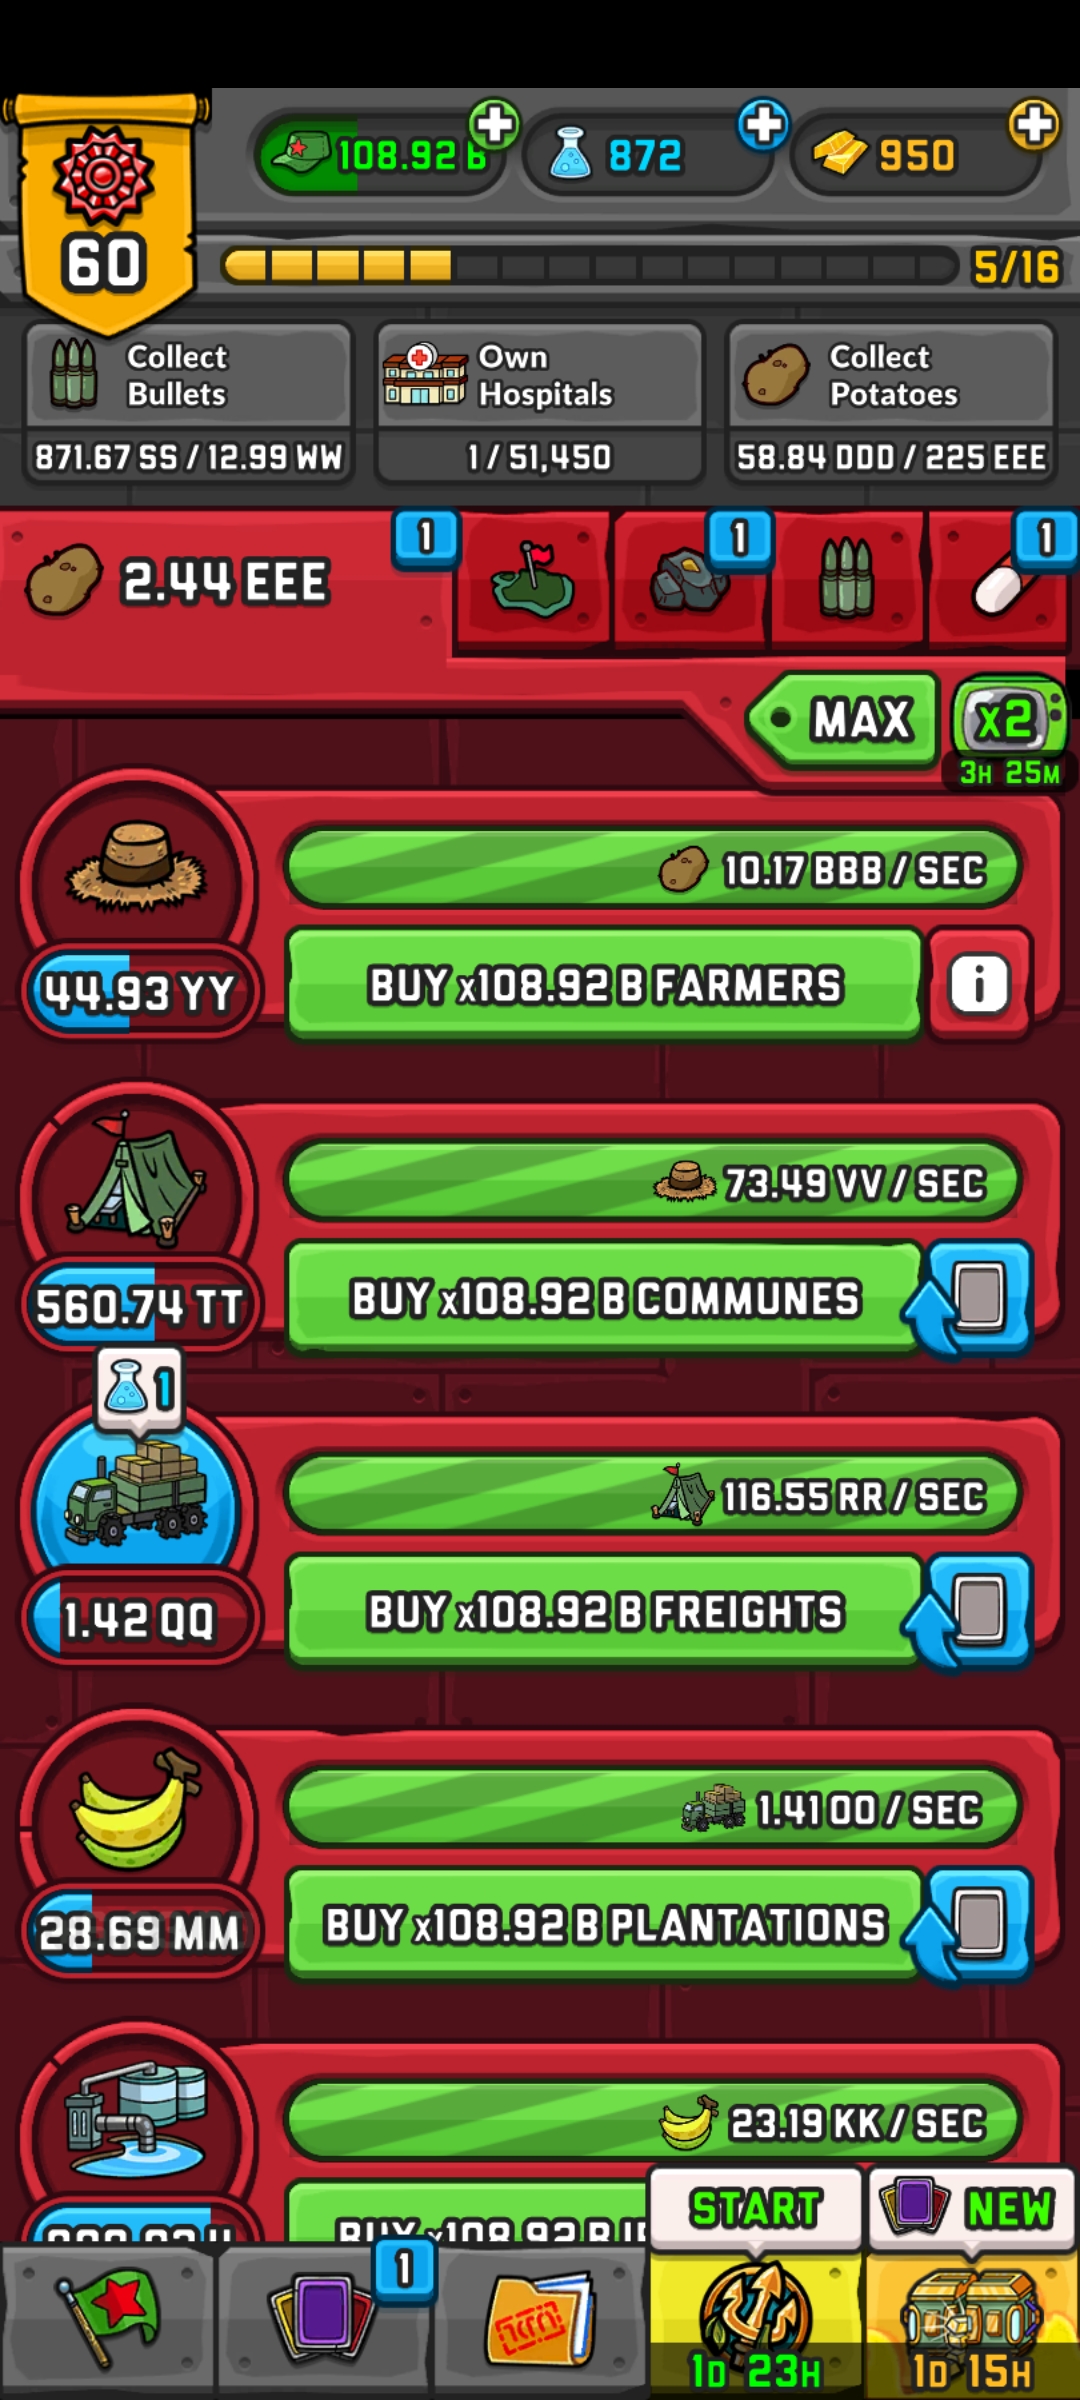 108.92 B
872
950
60
5/16
Collect
Bullets
871.67 SS / 12.99 WW
Own
Hospitals
1 / 51,450
Collect
Potatoes
58.84 DDD / 225 EEE
2.44 EEE
1
1
1
MAX
x2
3H 25M
10.17 BBB / SEC
44.93 YY
BUY x108.92 B FARMERS
i
73.49 VV / SEC
560.74 TT
BUY x108.92 B COMMUNES
1
116.55 RR / SEC
1.42 QQ
BUY x108.92 B FREIGHTS
1.41 OO / SEC
28.69 MM
BUY x108.92 B PLANTATIONS
23.19 KK / SEC
BUY x108.92 B
START
NEW
1
1D 23H
1D 15H